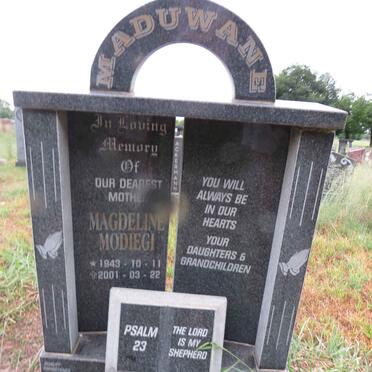 MADUWANE
In Loving
Memory
Of
OUR DEAREST
MOTHER
MAGDELINE
MODIEGI
★ 1943 - 10 - 11
✞ 2001 - 03 - 22
YOU WILL
ALWAYS BE
IN OUR
HEARTS
YOUR
DAUGHTERS &
GRANDCHILDREN
PSALM
23
THE LORD
IS MY
SHEPHERD